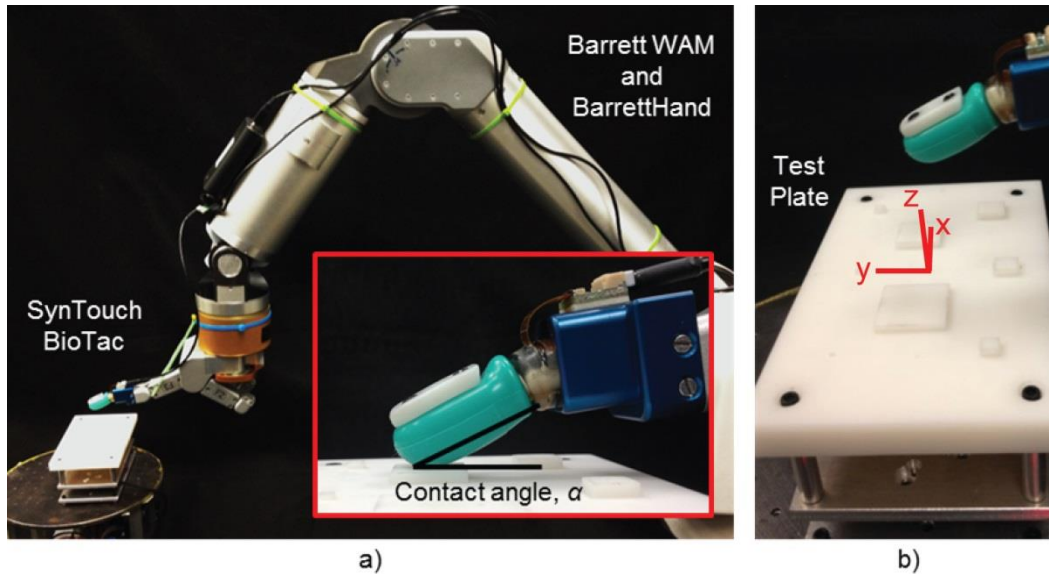 Barrett WAM
and
BarrettHand
SynTouch
BioTac
Contact angle, α
a)
Test
Plate
z
x
y
b)